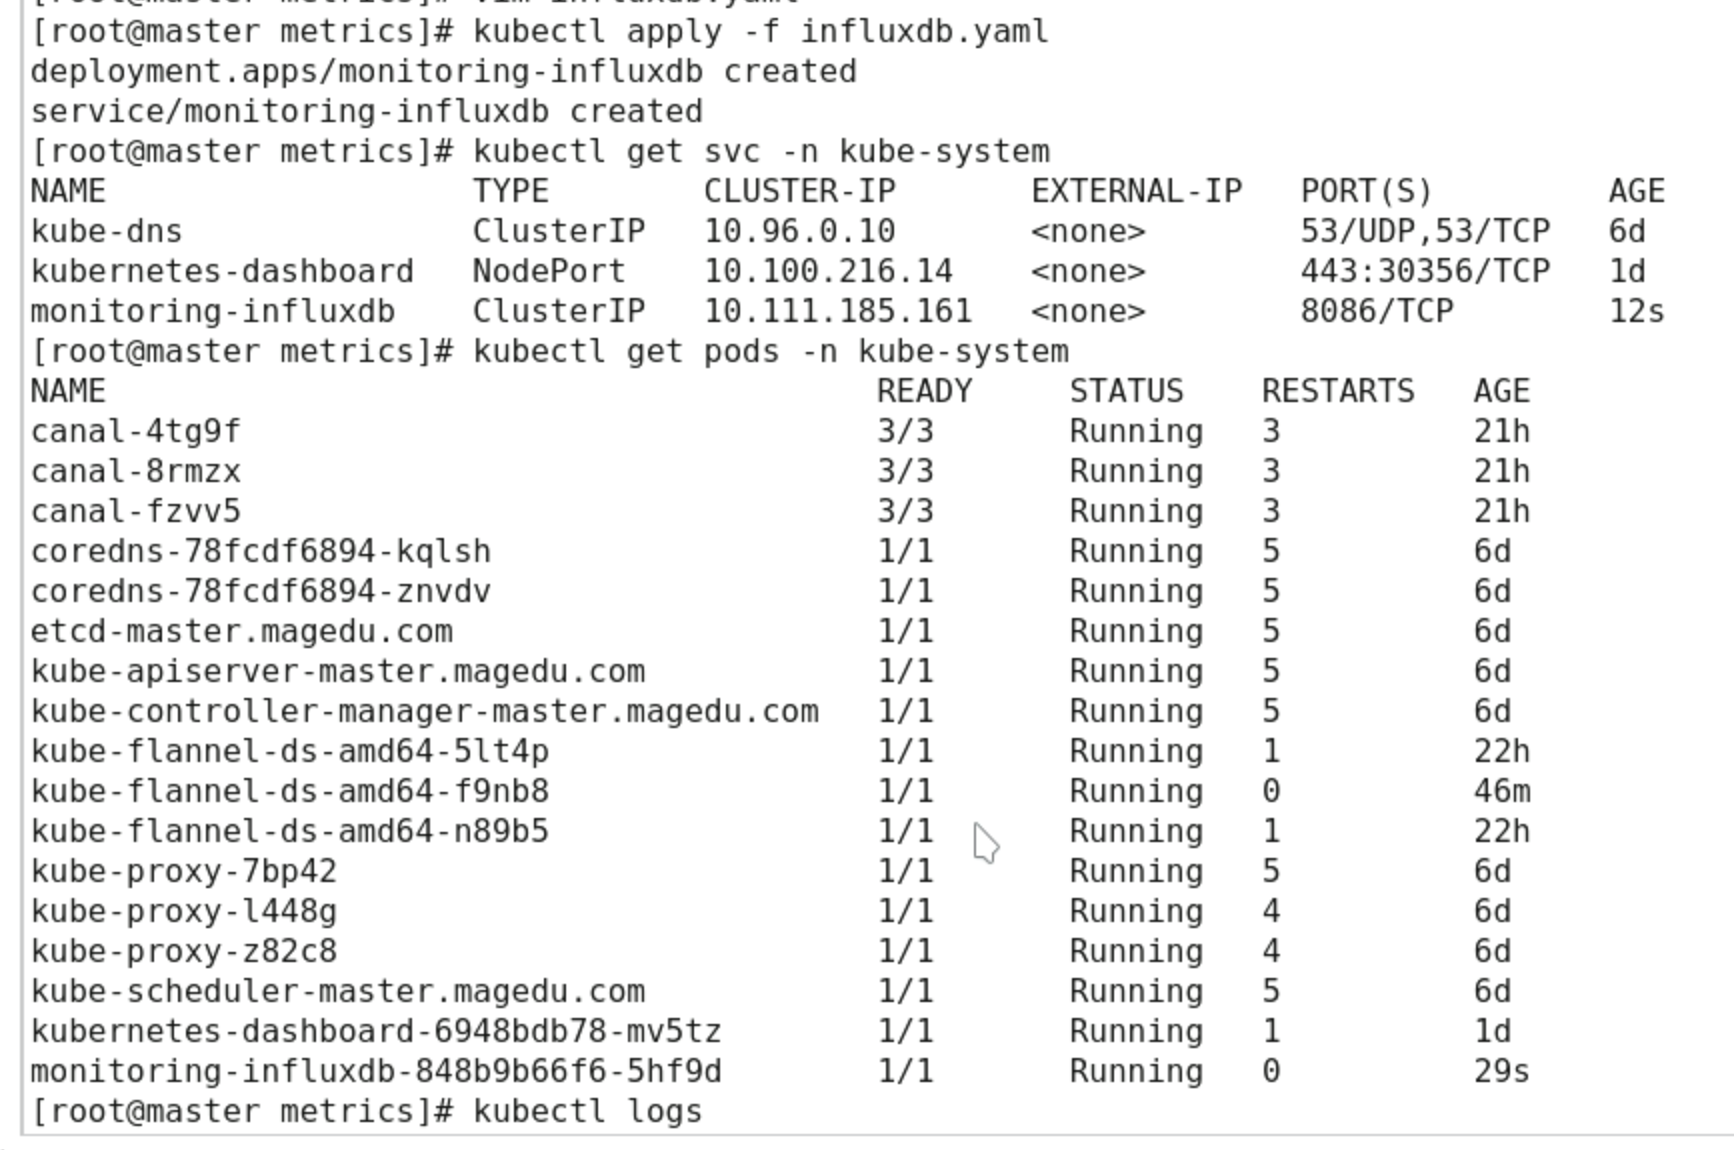 [root@master metrics]# vim influxdb.yaml
[root@master metrics]# kubectl apply -f influxdb.yaml
deployment.apps/monitoring-influxdb created
service/monitoring-influxdb created
[root@master metrics]# kubectl get svc -n kube-system
NAME TYPE CLUSTER-IP EXTERNAL-IP PORT(S) AGE
kube-dns ClusterIP 10.96.0.10 <none> 53/UDP,53/TCP 6d
kubernetes-dashboard NodePort 10.100.216.14 <none> 443:30356/TCP 1d
monitoring-influxdb ClusterIP 10.111.185.161 <none> 8086/TCP 12s
[root@master metrics]# kubectl get pods -n kube-system
NAME READY STATUS RESTARTS AGE
canal-4tg9f 3/3 Running 3 21h
canal-8rmzx 3/3 Running 3 21h
canal-fzvv5 3/3 Running 3 21h
coredns-78fcdf6894-kqlsh 1/1 Running 5 6d
coredns-78fcdf6894-znvdv 1/1 Running 5 6d
etcd-master.magedu.com 1/1 Running 5 6d
kube-apiserver-master.magedu.com 1/1 Running 5 6d
kube-controller-manager-master.magedu.com 1/1 Running 5 6d
kube-flannel-ds-amd64-5lt4p 1/1 Running 1 22h
kube-flannel-ds-amd64-f9nb8 1/1 Running 0 46m
kube-flannel-ds-amd64-n89b5 1/1 Running 1 22h
kube-proxy-7bp42 1/1 Running 5 6d
kube-proxy-l448g 1/1 Running 4 6d
kube-proxy-z82c8 1/1 Running 4 6d
kube-scheduler-master.magedu.com 1/1 Running 5 6d
kubernetes-dashboard-6948bdb78-mv5tz 1/1 Running 1 1d
monitoring-influxdb-848b9b66f6-5hf9d 1/1 Running 0 29s
[root@master metrics]# kubectl logs